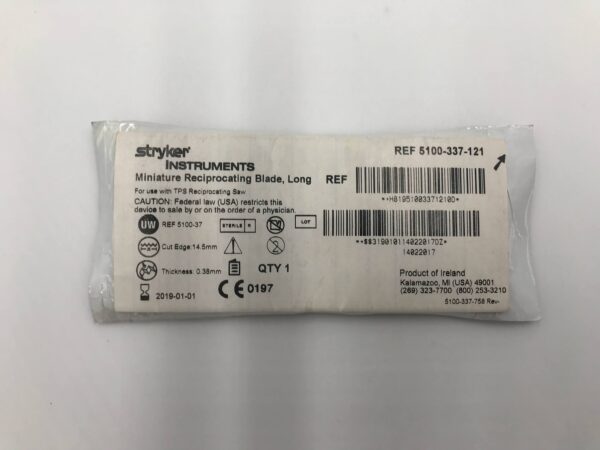 stryker
INSTRUMENTS
REF 5100-337-121
Miniature Reciprocating Blade, Long
REF
For use with TPS Reciprocating Saw
CAUTION: Federal law (USA) restricts this
device to sale by or on the order of a physician.
*+H819510033712100*
UW REF 5100-37
STERILE R
LOT
Cut Edge: 14.5mm
14022017
Thickness: 0.38mm
QTY 1
2019-01-01
CE 0197
Product of Ireland
Kalamazoo, MI (USA) 49001
(269) 323-7700 (800) 253-3210
5100-337-758 Rev-